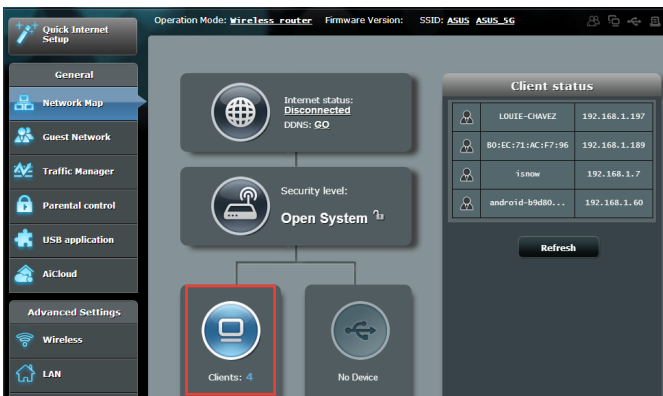 Operation Mode: Wireless router Firmware Version: SSID: ASUS ASUS_5G
Quick Internet
Setup
General
Network Map
Guest Network
Traffic Manager
Parental control
USB application
AiCloud
Advanced Settings
Wireless
LAN
Internet status:
Disconnected
DDNS: GO
Security level:
Open System
Clients: 4
No Device
Client status
LOUIE-CHAVEZ 192.168.1.197
B0:EC:71:AC:F7:96 192.168.1.189
isnow 192.168.1.7
android-b9d80... 192.168.1.60
Refresh